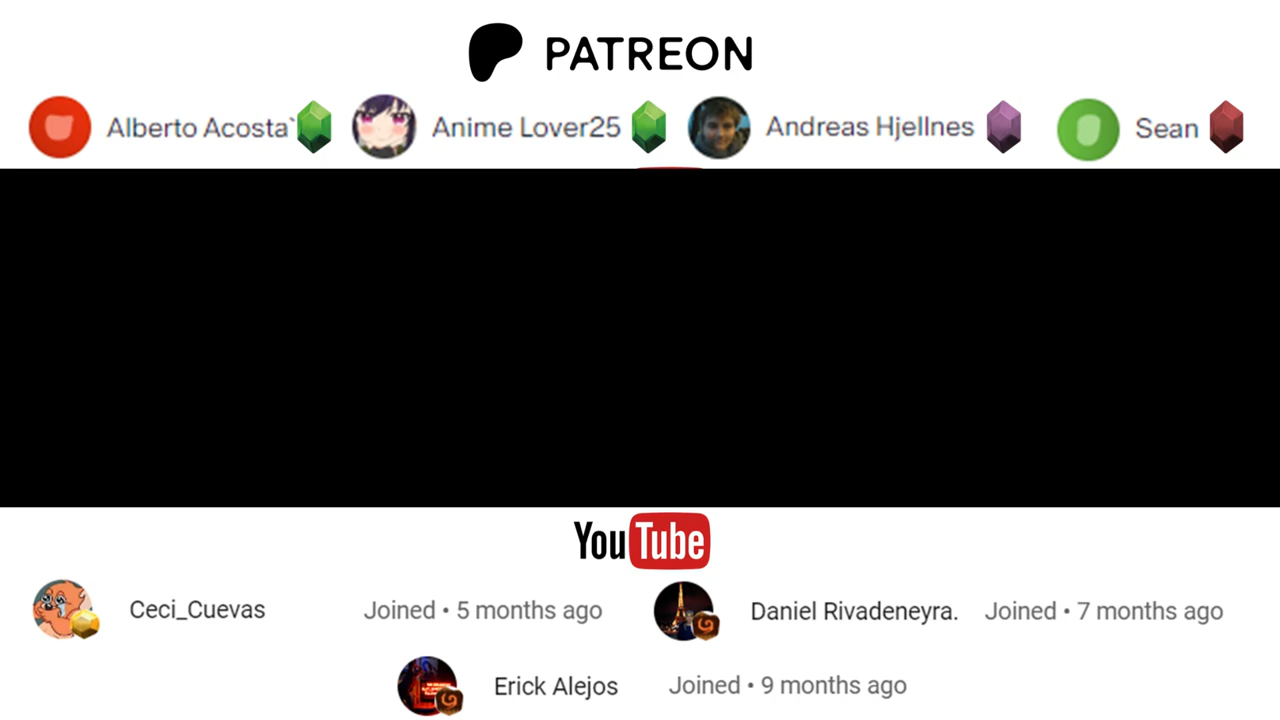 PATREON
Alberto Acosta` Anime Lover25 Andreas Hjellnes Sean
YouTube
Ceci_Cuevas Joined • 5 months ago Daniel Rivadeneyra. Joined • 7 months ago
Erick Alejos Joined • 9 months ago